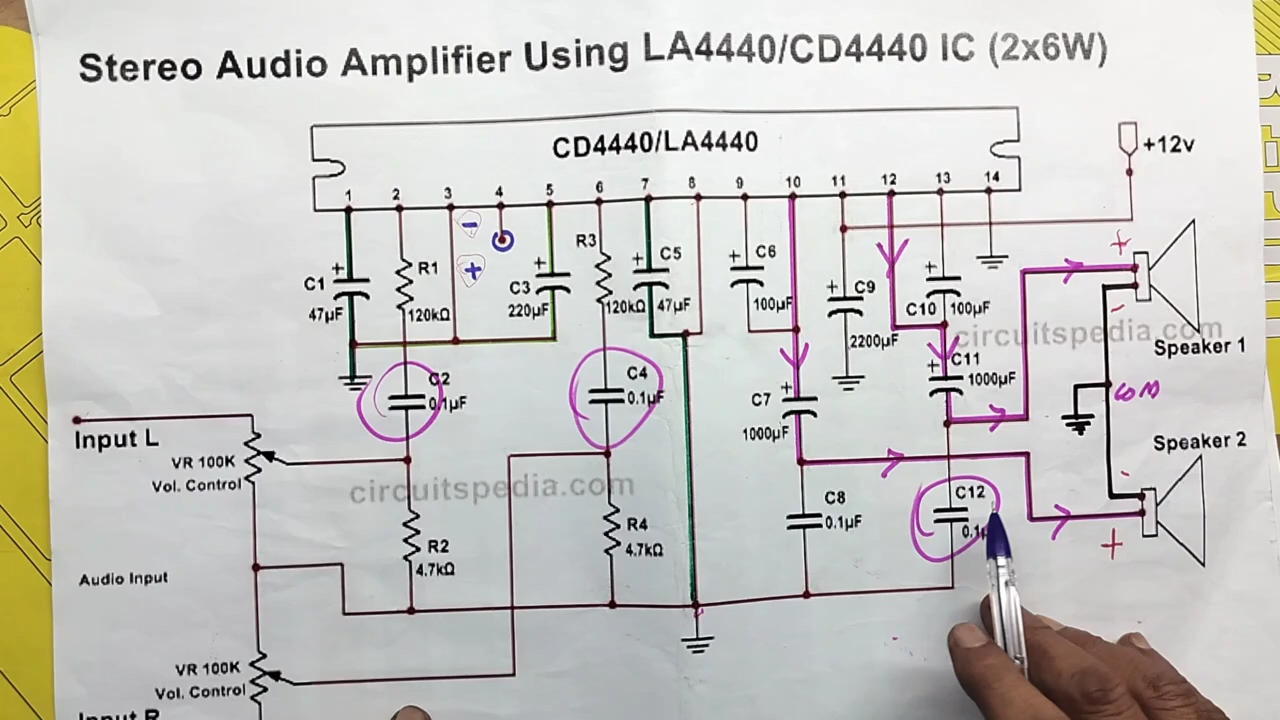 Stereo Audio Amplifier Using LA4440/CD4440 IC (2x6W)
CD4440/LA4440
+12v
1 2 3 4 5 6 7 8 9 10 11 12 13 14
− +
+ C1 47µF
R1 120kΩ
+ C3 220µF
R3 120kΩ
+ C5 47µF
+ C6 100µF
+ C9 2200µF
+ C10 100µF
circuitspedia.com
+ −
Speaker 1
C2 0.1µF
C4 0.1µF
+ C7 1000µF
+ C11 1000µF
COM
Input L
VR 100K
Vol. Control
circuitspedia.com
Speaker 2
- +
C8 0.1µF
C12
R2 4.7kΩ
R4 4.7kΩ
Audio Input
VR 100K
Vol. Control
Input R